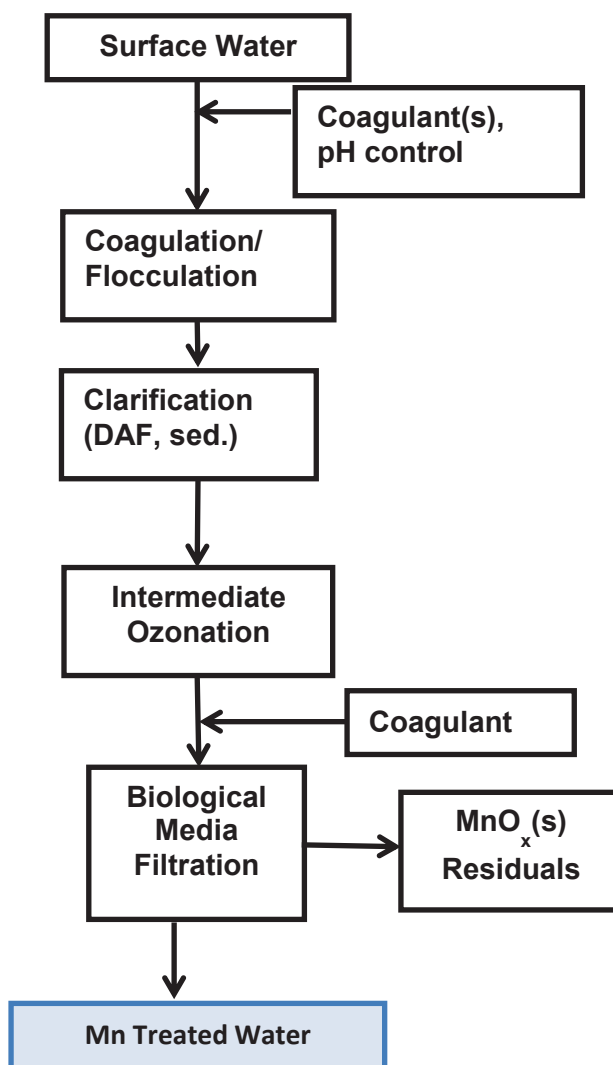 Surface Water
Coagulant(s),
pH control
Coagulation/
Flocculation
Clarification
(DAF, sed.)
Intermediate
Ozonation
Coagulant
Biological
Media
Filtration
MnOx(s)
Residuals
Mn Treated Water